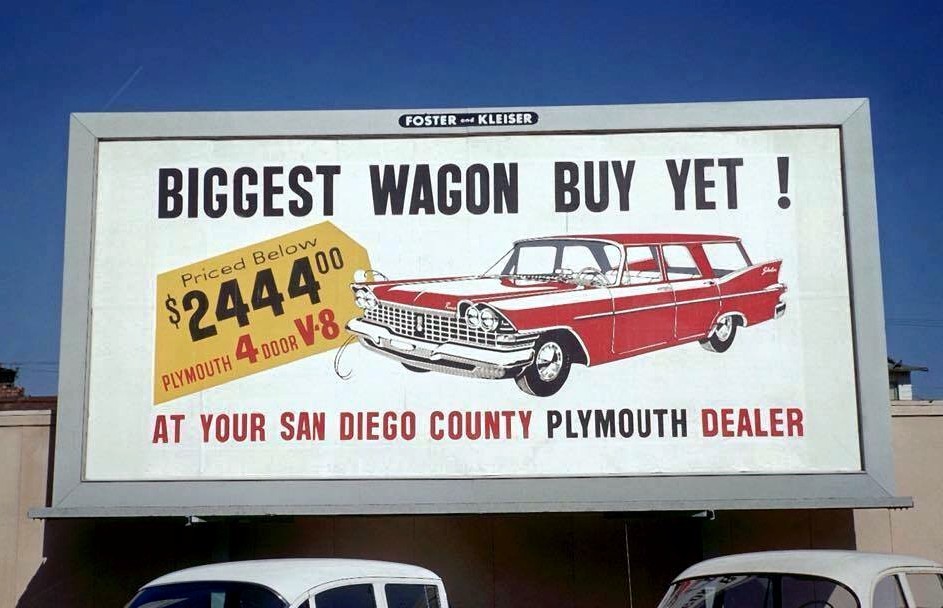 FOSTER and KLEISER
BIGGEST WAGON BUY YET !
Priced Below
$244400
PLYMOUTH 4 DOOR V-8
AT YOUR SAN DIEGO COUNTY PLYMOUTH DEALER